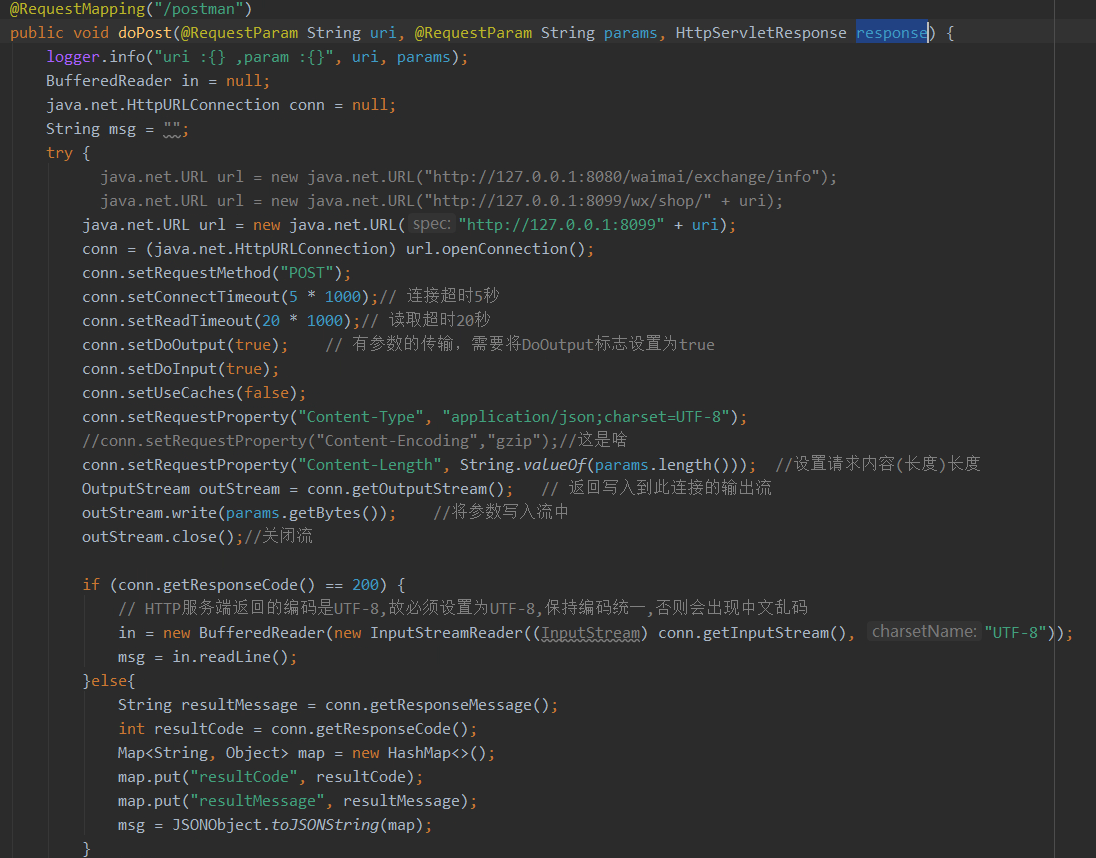 @RequestMapping("/postman")
public void doPost(@RequestParam String uri, @RequestParam String params, HttpServletResponse response) {
logger.info("uri :{} ,param :{}", uri, params);
BufferedReader in = null;
java.net.HttpURLConnection conn = null;
String msg = "";
try {
java.net.URL url = new java.net.URL("http://127.0.0.1:8080/waimai/exchange/info");
java.net.URL url = new java.net.URL("http://127.0.0.1:8099/wx/shop/" + uri);
java.net.URL url = new java.net.URL( spec: "http://127.0.0.1:8099" + uri);
conn = (java.net.HttpURLConnection) url.openConnection();
conn.setRequestMethod("POST");
conn.setConnectTimeout(5 * 1000);// 连接超时5秒
conn.setReadTimeout(20 * 1000);// 读取超时20秒
conn.setDoOutput(true); // 有参数的传输，需要将DoOutput标志设置为true
conn.setDoInput(true);
conn.setUseCaches(false);
conn.setRequestProperty("Content-Type", "application/json;charset=UTF-8");
//conn.setRequestProperty("Content-Encoding","gzip");//这是啥
conn.setRequestProperty("Content-Length", String.valueOf(params.length())); //设置请求内容(长度)长度
OutputStream outStream = conn.getOutputStream(); // 返回写入到此连接的输出流
outStream.write(params.getBytes()); //将参数写入流中
outStream.close();//关闭流
if (conn.getResponseCode() == 200) {
// HTTP服务端返回的编码是UTF-8,故必须设置为UTF-8,保持编码统一,否则会出现中文乱码
in = new BufferedReader(new InputStreamReader((InputStream) conn.getInputStream(), charsetName: "UTF-8"));
msg = in.readLine();
}else{
String resultMessage = conn.getResponseMessage();
int resultCode = conn.getResponseCode();
Map<String, Object> map = new HashMap<>();
map.put("resultCode", resultCode);
map.put("resultMessage", resultMessage);
msg = JSONObject.toJSONString(map);
}